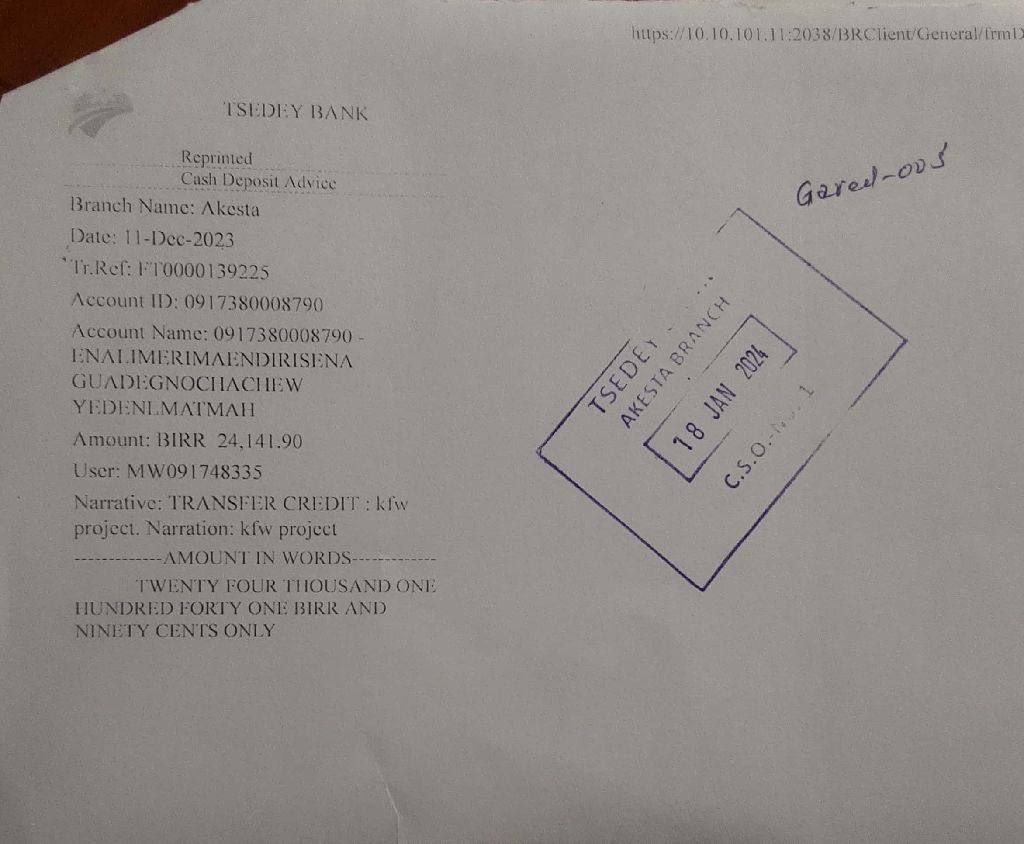 https://10.10.101.11:2038/BRClient/General/frmD
TSEDEY BANK
Reprinted
Cash Deposit Advice
Branch Name: Akesta
Date: 11-Dec-2023
Tr.Ref: FT0000139225
Account ID: 0917380008790
Account Name: 0917380008790 -
ENALIMERIMAENDIRISENA
GUADEGNOCHACHEW
YEDENLMATMAH
Amount: BIRR 24,141.90
User: MW091748335
Narrative: TRANSFER CREDIT : kfw
project. Narration: kfw project
-------------AMOUNT IN WORDS-------------
TWENTY FOUR THOUSAND ONE
HUNDRED FORTY ONE BIRR AND
NINETY CENTS ONLY
TSEDEY
AKESTA BRANCH
18 JAN 2024
C.S.O.-No. 1